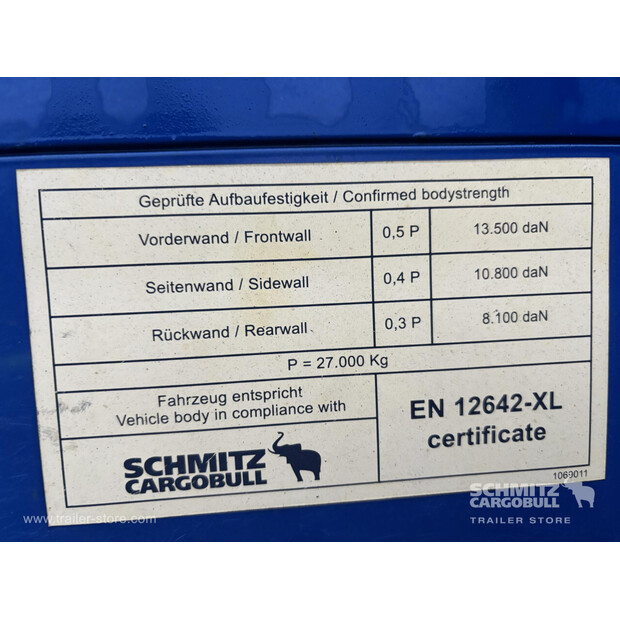 Geprüfte Aufbaufestigkeit / Confirmed bodystrength
Vorderwand / Frontwall 0,5 P 13.500 daN
Seitenwand / Sidewall 0,4 P 10.800 daN
Rückwand / Rearwall 0,3 P 8.100 daN
P = 27.000 Kg
Fahrzeug entspricht
Vehicle body in compliance with
EN 12642-XL
certificate
SCHMITZ
CARGOBULL
1069011
www.trailer-store.com
SCHMITZ
CARGOBULL
TRAILER STORE